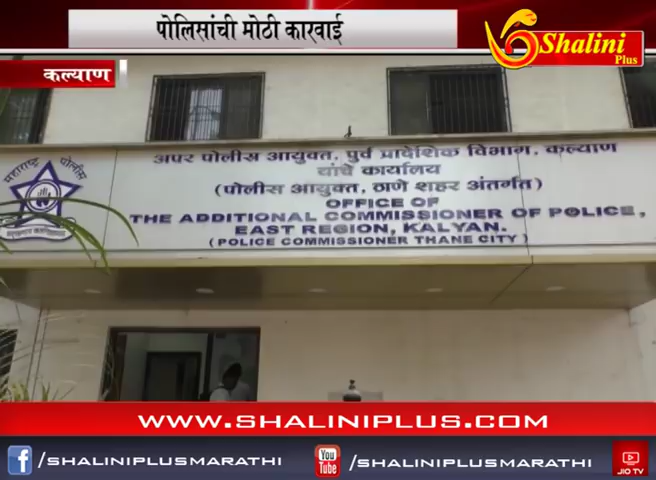 पोलिसांची मोठी कारवाई
Shalini
Plus
कल्याण
महाराष्ट्र पोलीस
अपर पोलीस आयुक्त, पुर्व प्रादेशिक विभाग, कल्याण
यांचे कार्यालय
(पोलीस आयुक्त, ठाणे शहर अंतर्गत)
OFFICE OF
THE ADDITIONAL COMMISSIONER OF POLICE,
EAST REGION, KALYAN.
(POLICE COMMISSIONER THANE CITY)
WWW.SHALINIPLUS.COM
/SHALINIPLUSMARATHI
You
Tube
/SHALINIPLUSMARATHI
JIO TV